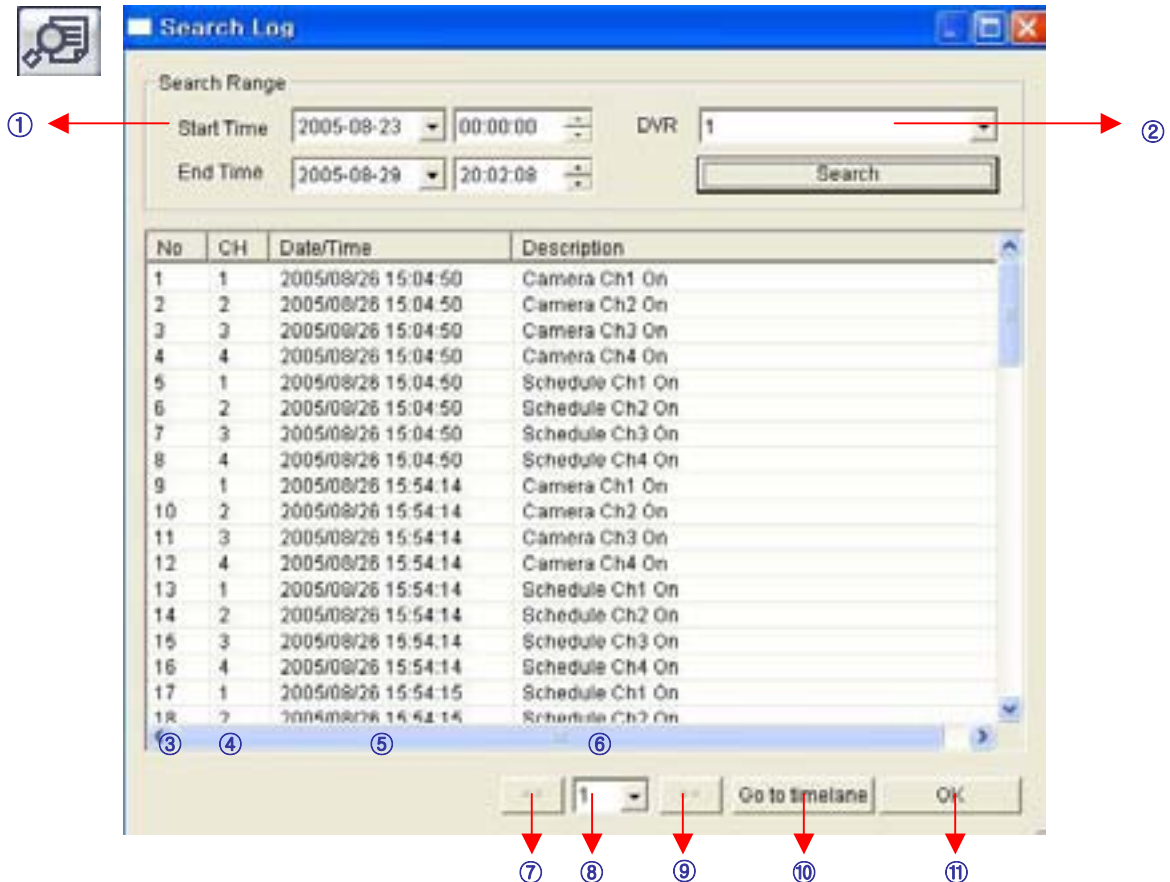 Search Log
Search Range
① Start Time 2005-08-23 00:00:00 DVR 1 ②
End Time 2005-08-29 20:02:08 Search
No CH Date/Time Description
1 1 2005/08/26 15:04:50 Camera Ch1 On
2 2 2005/08/26 15:04:50 Camera Ch2 On
3 3 2005/08/26 15:04:50 Camera Ch3 On
4 4 2005/08/26 15:04:50 Camera Ch4 On
5 1 2005/08/26 15:04:50 Schedule Ch1 On
6 2 2005/08/26 15:04:50 Schedule Ch2 On
7 3 2005/08/26 15:04:50 Schedule Ch3 On
8 4 2005/08/26 15:04:50 Schedule Ch4 On
9 1 2005/08/26 15:54:14 Camera Ch1 On
10 2 2005/08/26 15:54:14 Camera Ch2 On
11 3 2005/08/26 15:54:14 Camera Ch3 On
12 4 2005/08/26 15:54:14 Camera Ch4 On
13 1 2005/08/26 15:54:14 Schedule Ch1 On
14 2 2005/08/26 15:54:14 Schedule Ch2 On
15 3 2005/08/26 15:54:14 Schedule Ch3 On
16 4 2005/08/26 15:54:14 Schedule Ch4 On
17 1 2005/08/26 15:54:15 Schedule Ch1 On
18 2 2005/08/26 15:54:15 Schedule Ch2 On
③ ④ ⑤ ⑥
1 Go to timelane OK
⑦ ⑧ ⑨ ⑩ ⑪